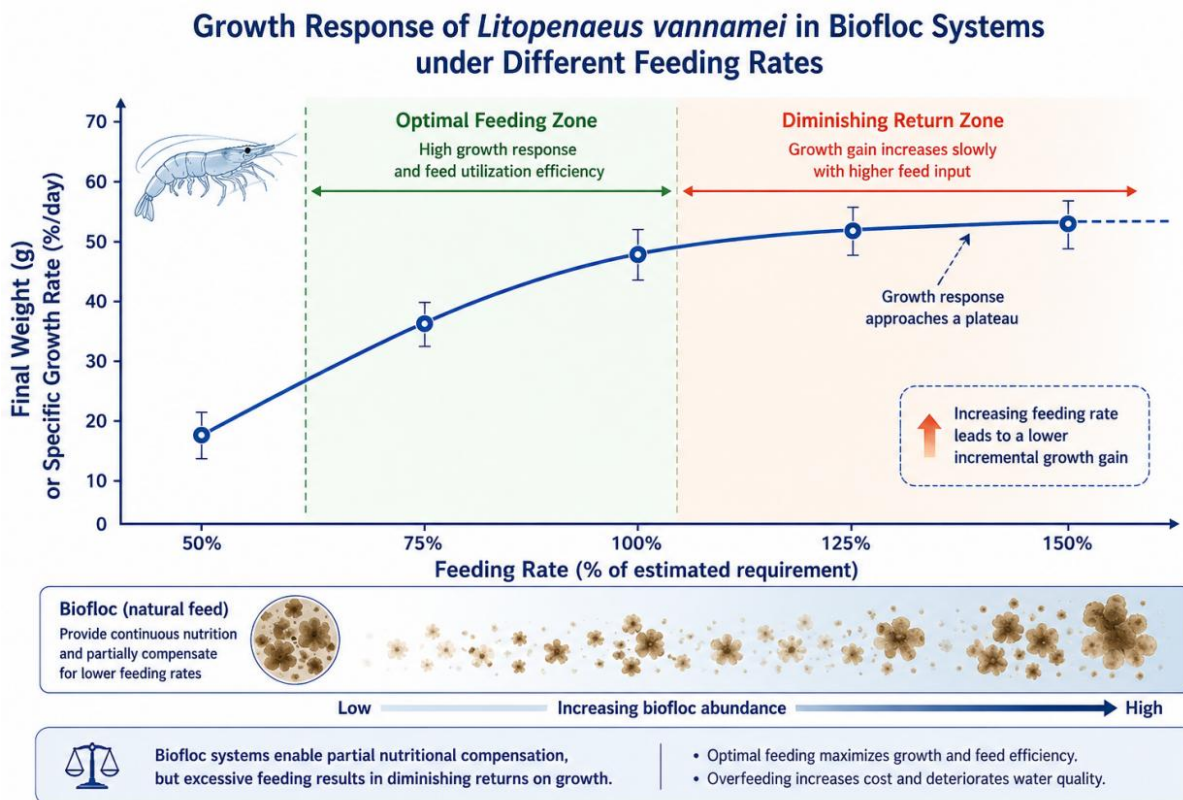 Growth Response of Litopenaeus vannamei in Biofloc Systems
under Different Feeding Rates
Final Weight (g)
or Specific Growth Rate (%/day)
70
60
50
40
30
20
10
0
Optimal Feeding Zone
High growth response
and feed utilization efficiency
Diminishing Return Zone
Growth gain increases slowly
with higher feed input
Growth response
approaches a plateau
Increasing feeding rate
leads to a lower
incremental growth gain
50%
75%
100%
125%
150%
Feeding Rate (% of estimated requirement)
Biofloc (natural feed)
Provide continuous nutrition
and partially compensate
for lower feeding rates
Low
Increasing biofloc abundance
High
Biofloc systems enable partial nutritional compensation,
but excessive feeding results in diminishing returns on growth.
• Optimal feeding maximizes growth and feed efficiency.
• Overfeeding increases cost and deteriorates water quality.